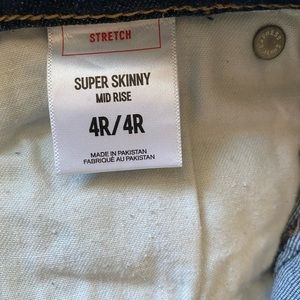 STRETCH
SUPER SKINNY
MID RISE
4R/4R
MADE IN PAKISTAN
FABRIQUÉ AU PAKISTAN